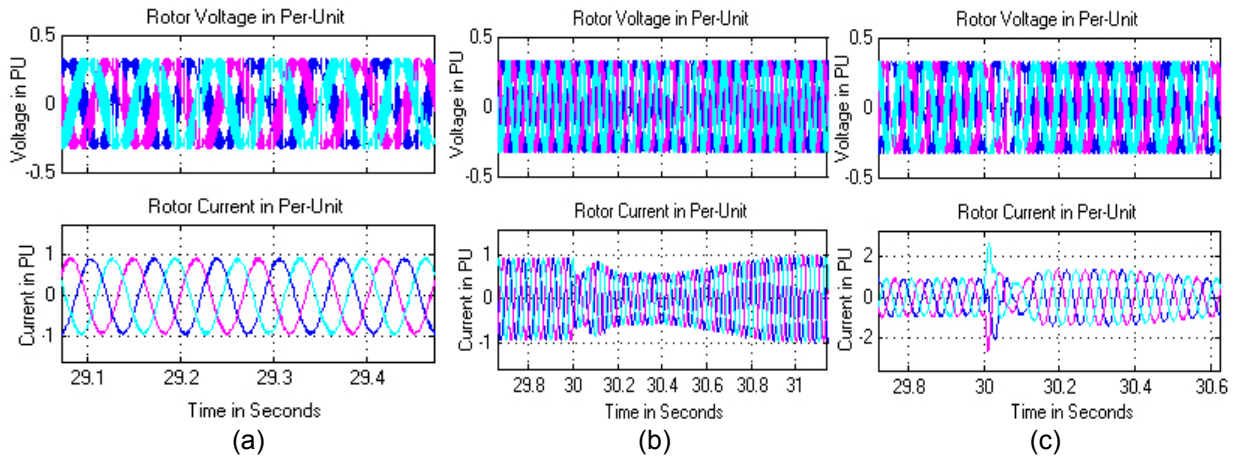 Rotor Voltage in Per-Unit
Voltage in PU
0.5
0
-0.5
Rotor Current in Per-Unit
Current in PU
1
0
-1
29.1 29.2 29.3 29.4
Time in Seconds
(a)
Rotor Voltage in Per-Unit
Voltage in PU
0.5
0
-0.5
Rotor Current in Per-Unit
Current in PU
1
0
-1
29.8 30 30.2 30.4 30.6 30.8 31
Time in Seconds
(b)
Rotor Voltage in Per-Unit
Voltage in PU
0.5
0
-0.5
Rotor Current in Per-Unit
Current in PU
2
0
-2
29.8 30 30.2 30.4 30.6
Time in Seconds
(c)